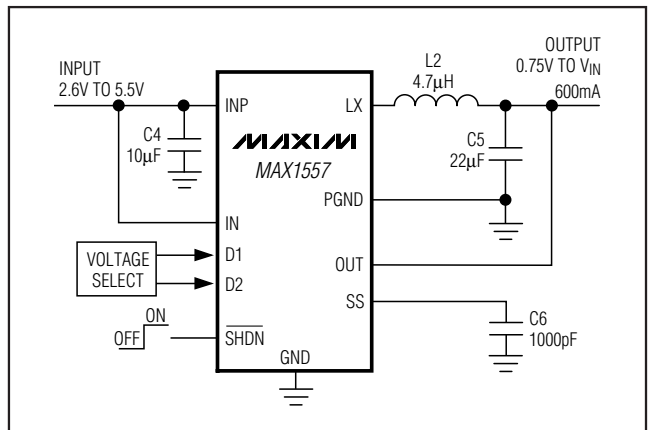 INPUT
2.6V TO 5.5V
C4
10μF
INP
IN
VOLTAGE
SELECT
D1
D2
ON
OFF
SHDN
GND
MAXIM
MAX1557
LX
PGND
OUT
SS
L2
4.7μH
OUTPUT
0.75V TO VIN
600mA
C5
22μF
C6
1000pF